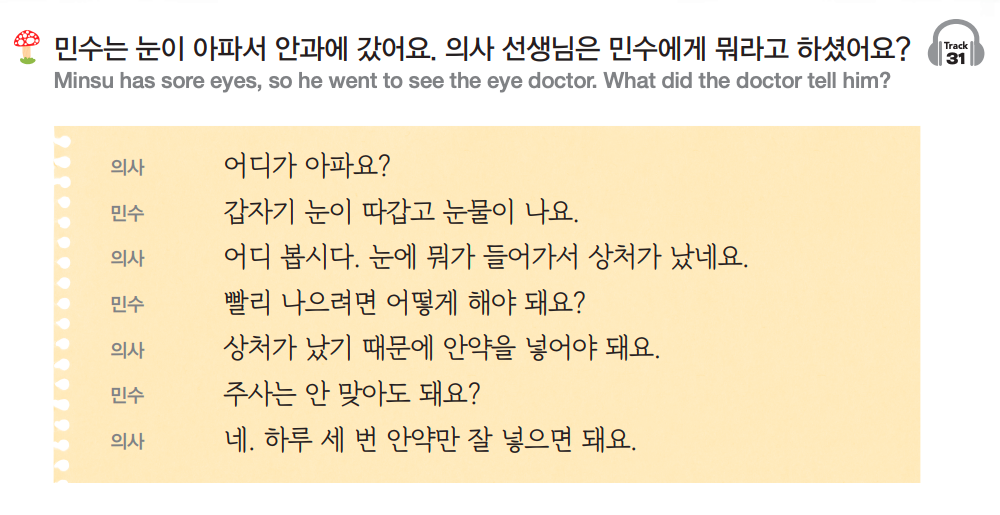 민수는 눈이 아파서 안과에 갔어요. 의사 선생님은 민수에게 뭐라고 하셨어요?
Track 31
Minsu has sore eyes, so he went to see the eye doctor. What did the doctor tell him?
의사 어디가 아파요?
민수 갑자기 눈이 따갑고 눈물이 나요.
의사 어디 봅시다. 눈에 뭐가 들어가서 상처가 났네요.
민수 빨리 나으려면 어떻게 해야 돼요?
의사 상처가 났기 때문에 안약을 넣어야 돼요.
민수 주사는 안 맞아도 돼요?
의사 네. 하루 세 번 안약만 잘 넣으면 돼요.